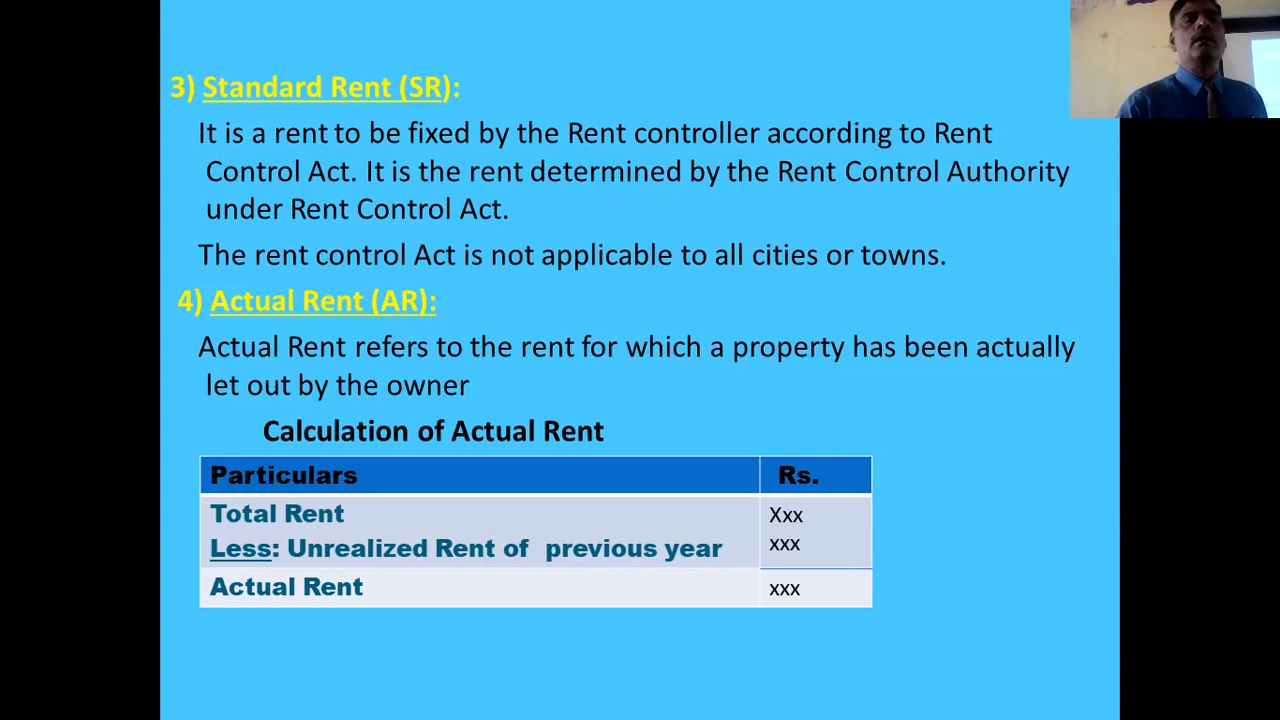 3) Standard Rent (SR):
It is a rent to be fixed by the Rent controller according to Rent
Control Act. It is the rent determined by the Rent Control Authority
under Rent Control Act.
The rent control Act is not applicable to all cities or towns.
4) Actual Rent (AR):
Actual Rent refers to the rent for which a property has been actually
let out by the owner
Calculation of Actual Rent
Particulars Rs.
Total Rent Xxx
Less: Unrealized Rent of previous year xxx
Actual Rent xxx